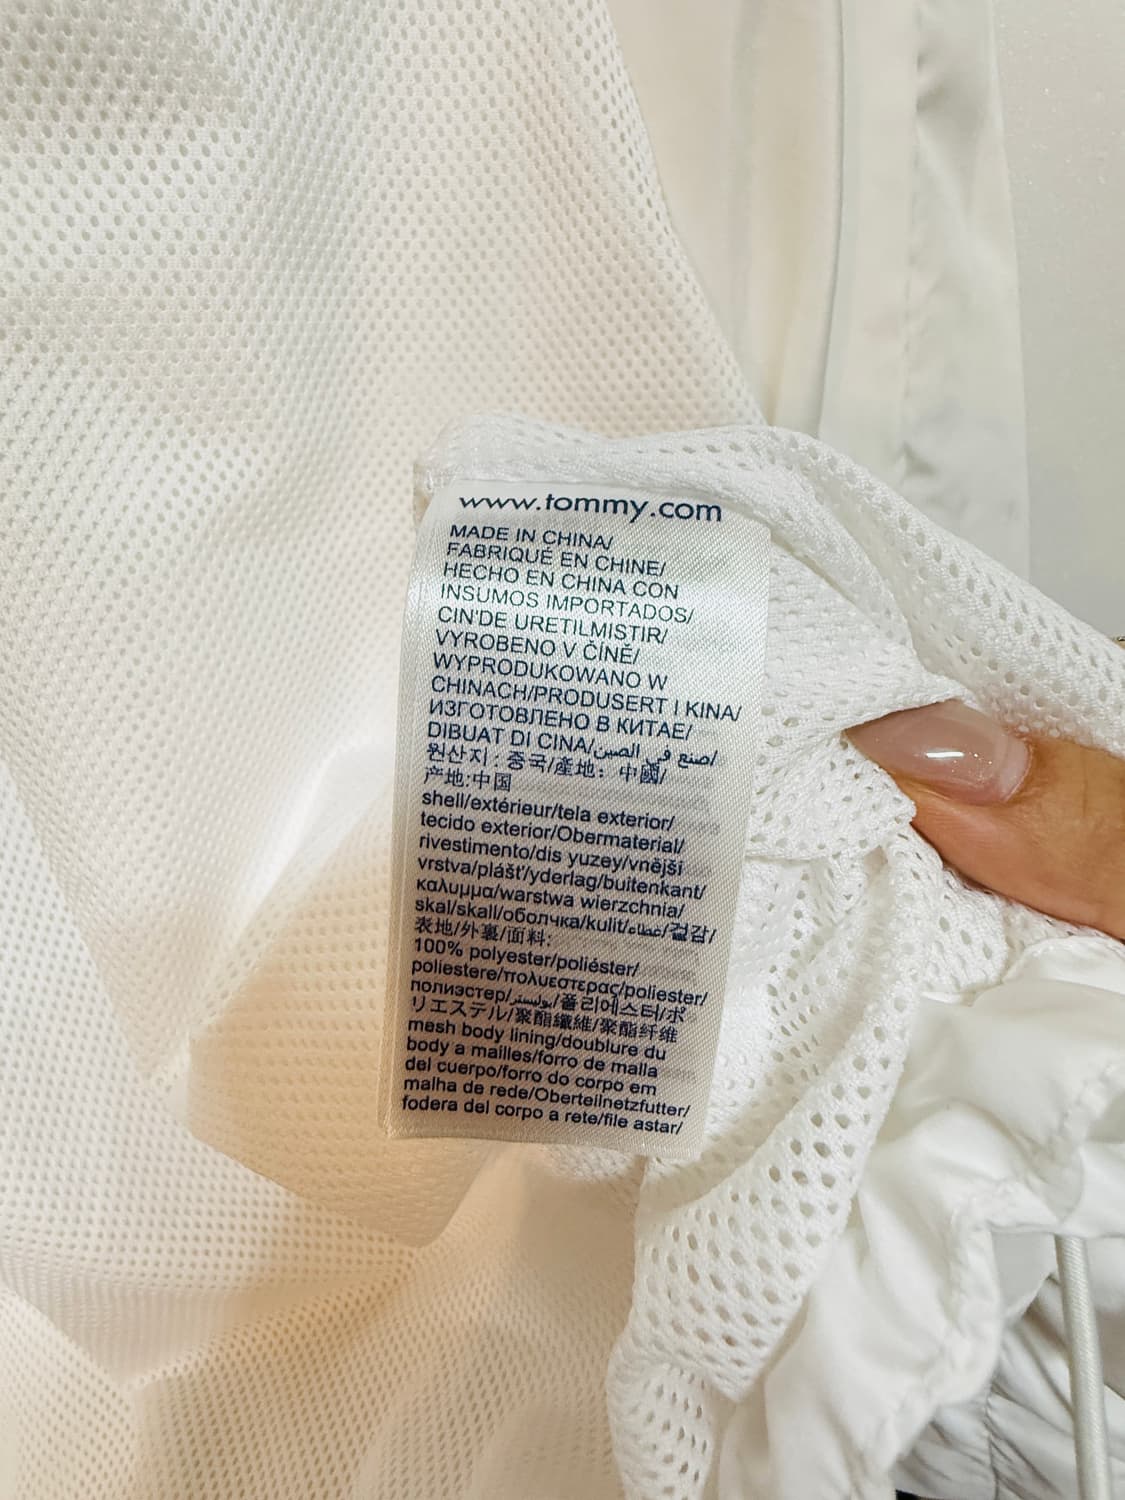 www.tommy.com
MADE IN CHINA/
FABRIQUÉ EN CHINE/
HECHO EN CHINA CON
INSUMOS IMPORTADOS/
CIN'DE URETILMISTIR/
VYROBENO V ČÍNĚ/
WYPRODUKOWANO W
CHINACH/PRODUSERT I KINA/
ИЗГОТОВЛЕНО В КИТАЕ/
DIBUAT DI CINA/صنع في الصين/
원산지: 중국/產地: 中國/
产地:中国
shell/extérieur/tela exterior/
tecido exterior/Obermaterial/
rivestimento/dis yuzey/vnější
vrstva/plášť/yderlag/buitenkant/
καλυμμα/warstwa wierzchnia/
skal/skall/оболчка/kulit/غطاء/겉감/
表地/外裏/面料:
100% polyester/poliéster/
poliestere/πολυεστερας/poliester/
полиэстер/بوليستر/폴리에스터/ポ
リエステル/聚酯纖維/聚酯纤维
mesh body lining/doublure du
body a mailles/forro de malla
del cuerpo/forro do corpo em
malha de rede/Oberteilnetzfutter/
fodera del corpo a rete/file astar/